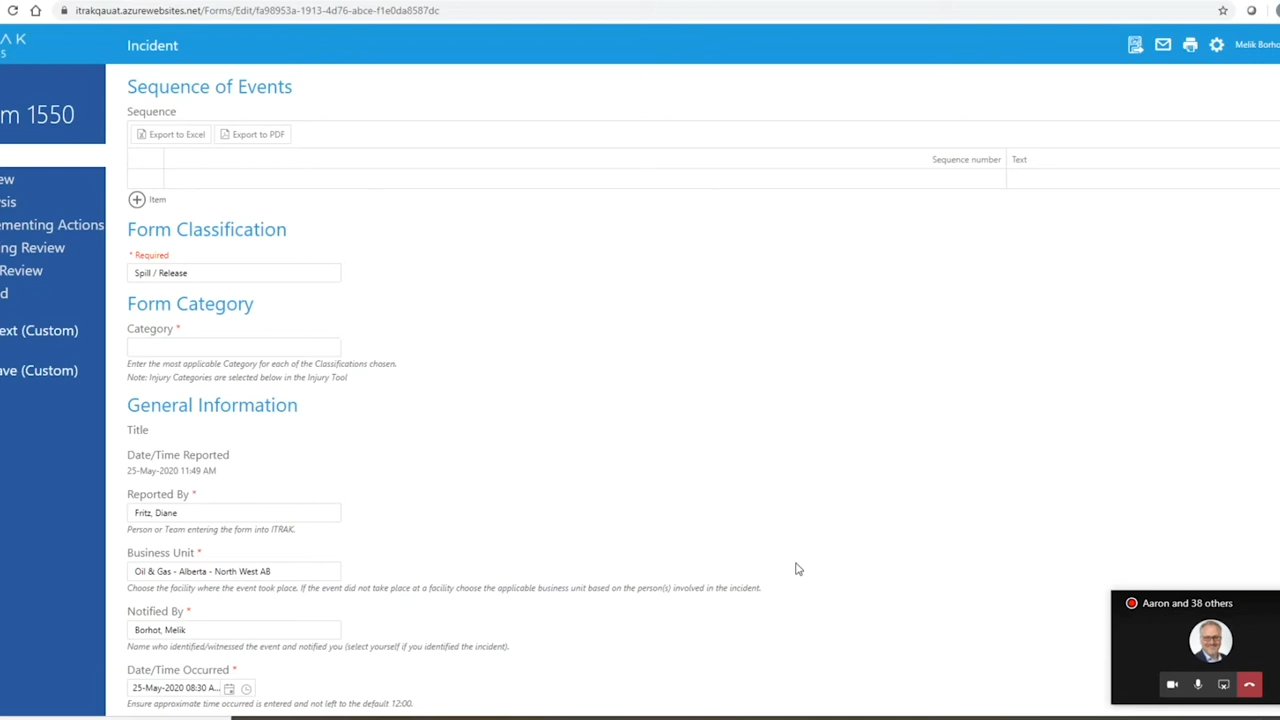 itrakqauat.azurewebsites.net/Forms/Edit/fa98953a-1913-4d76-abce-f1e0da8587dc
Incident
Melik Borho
m 1550
ew
sis
ementing Actions
ng Review
Review
d
ext (Custom)
ave (Custom)
Sequence of Events
Sequence
Export to Excel Export to PDF
Sequence number Text
Item
Form Classification
* Required
Spill / Release
Form Category
Category *
Enter the most applicable Category for each of the Classifications chosen.
Note: Injury Categories are selected below in the Injury Tool
General Information
Title
Date/Time Reported
25-May-2020 11:49 AM
Reported By *
Fritz, Diane
Person or Team entering the form into ITRAK.
Business Unit *
Oil & Gas - Alberta - North West AB
Choose the facility where the event took place. If the event did not take place at a facility choose the applicable business unit based on the person(s) involved in the incident.
Notified By *
Borhot, Melik
Name who identified/witnessed the event and notified you (select yourself if you identified the incident).
Date/Time Occurred *
25-May-2020 08:30 A...
Ensure approximate time occurred is entered and not left to the default 12:00.
Aaron and 38 others